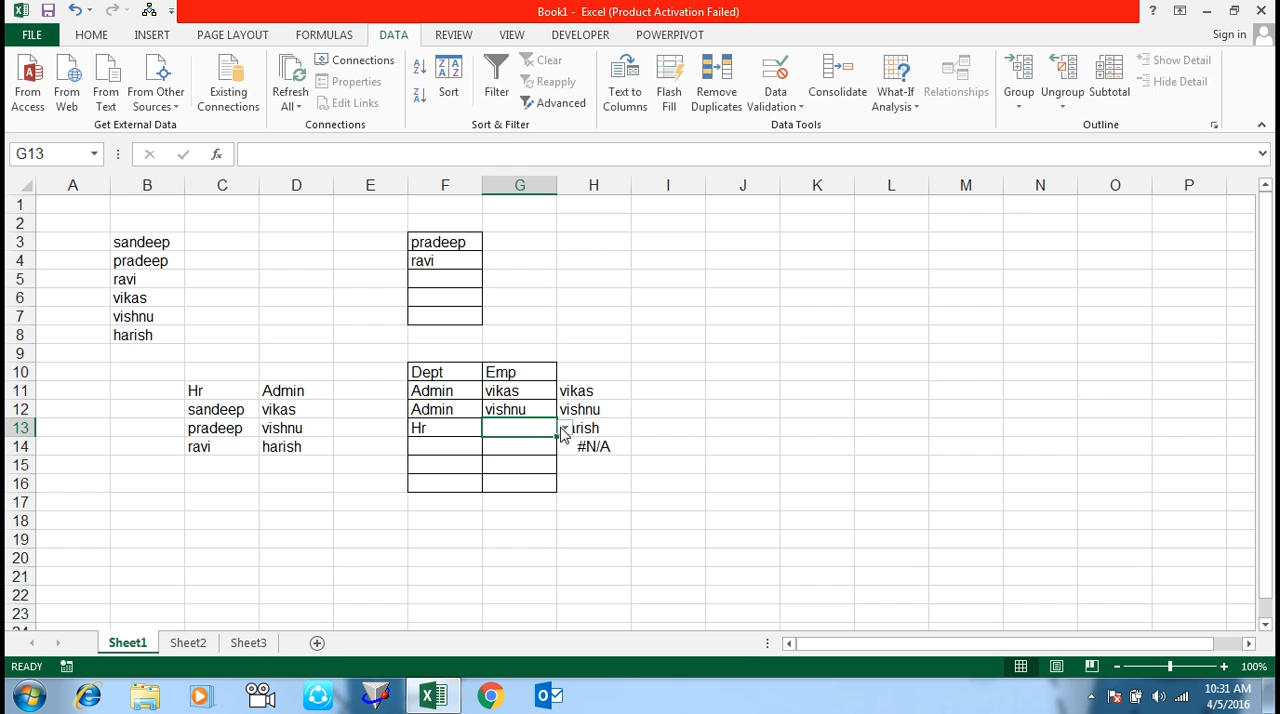 Book1 - Excel (Product Activation Failed)
FILE HOME INSERT PAGE LAYOUT FORMULAS DATA REVIEW VIEW DEVELOPER POWERPIVOT Sign in
From Access
From Web
From Text
From Other Sources
Existing Connections
Get External Data
Refresh All
Connections
Properties
Edit Links
Connections
Sort
Filter
Clear
Reapply
Advanced
Sort & Filter
Text to Columns
Flash Fill
Remove Duplicates
Data Validation
Consolidate
What-If Analysis
Relationships
Data Tools
Group
Ungroup
Subtotal
Show Detail
Hide Detail
Outline
G13 fx
A B C D E F G H I J K L M N O P
1
2
3 sandeep pradeep
4 pradeep ravi
5 ravi
6 vikas
7 vishnu
8 harish
9
10 Dept Emp
11 Hr Admin Admin vikas vikas
12 sandeep vikas Admin vishnu vishnu
13 pradeep vishnu Hr arish
14 ravi harish #N/A
15
16
17
18
19
20
21
22
23
Sheet1 Sheet2 Sheet3
READY 100%
10:31 AM
4/5/2016